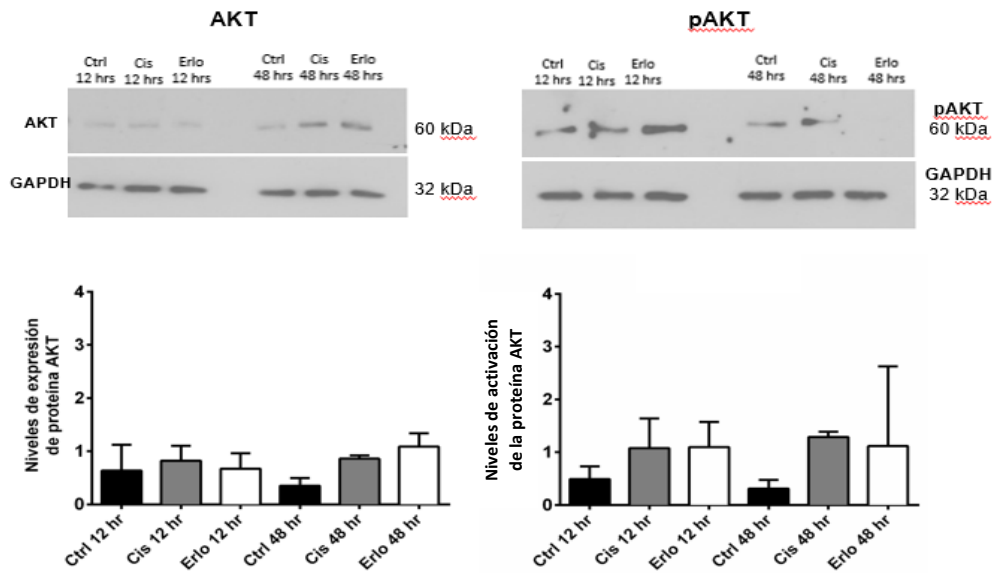 AKT
Ctrl 12 hrs
Cis 12 hrs
Erlo 12 hrs
Ctrl 48 hrs
Cis 48 hrs
Erlo 48 hrs
AKT
60 kDa
GAPDH
32 kDa
pAKT
Ctrl 12 hrs
Cis 12 hrs
Erlo 12 hrs
Ctrl 48 hrs
Cis 48 hrs
Erlo 48 hrs
pAKT
60 kDa
GAPDH
32 kDa
Niveles de expresión
de proteína AKT
4
3
2
1
0
Ctrl 12 hr
Cis 12 hr
Erlo 12 hr
Ctrl 48 hr
Cis 48 hr
Erlo 48 hr
Niveles de activación
de la proteína AKT
4
3
2
1
0
Ctrl 12 hr
Cis 12 hr
Erlo 12 hr
Ctrl 48 hr
Cis 48 hr
Erlo 48 hr